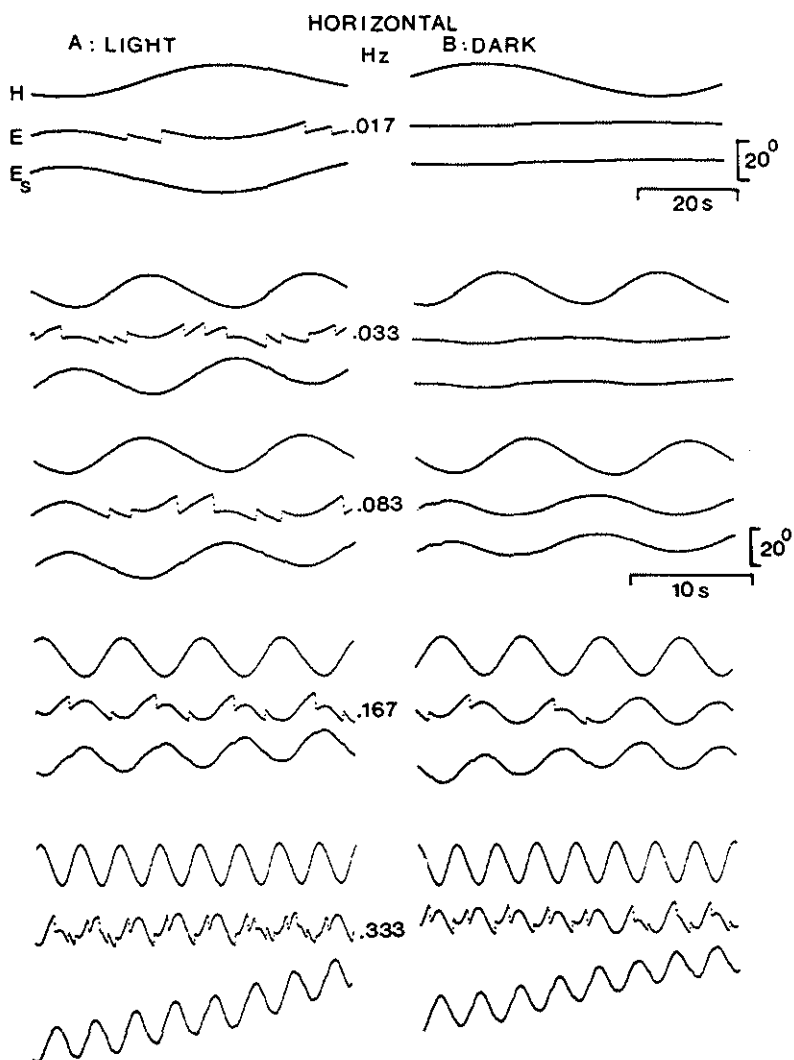 HORIZONTAL
A: LIGHT
Hz
B: DARK
H
E
.017
Es
20°
20 s
.033
.083
20°
10 s
.167
.333